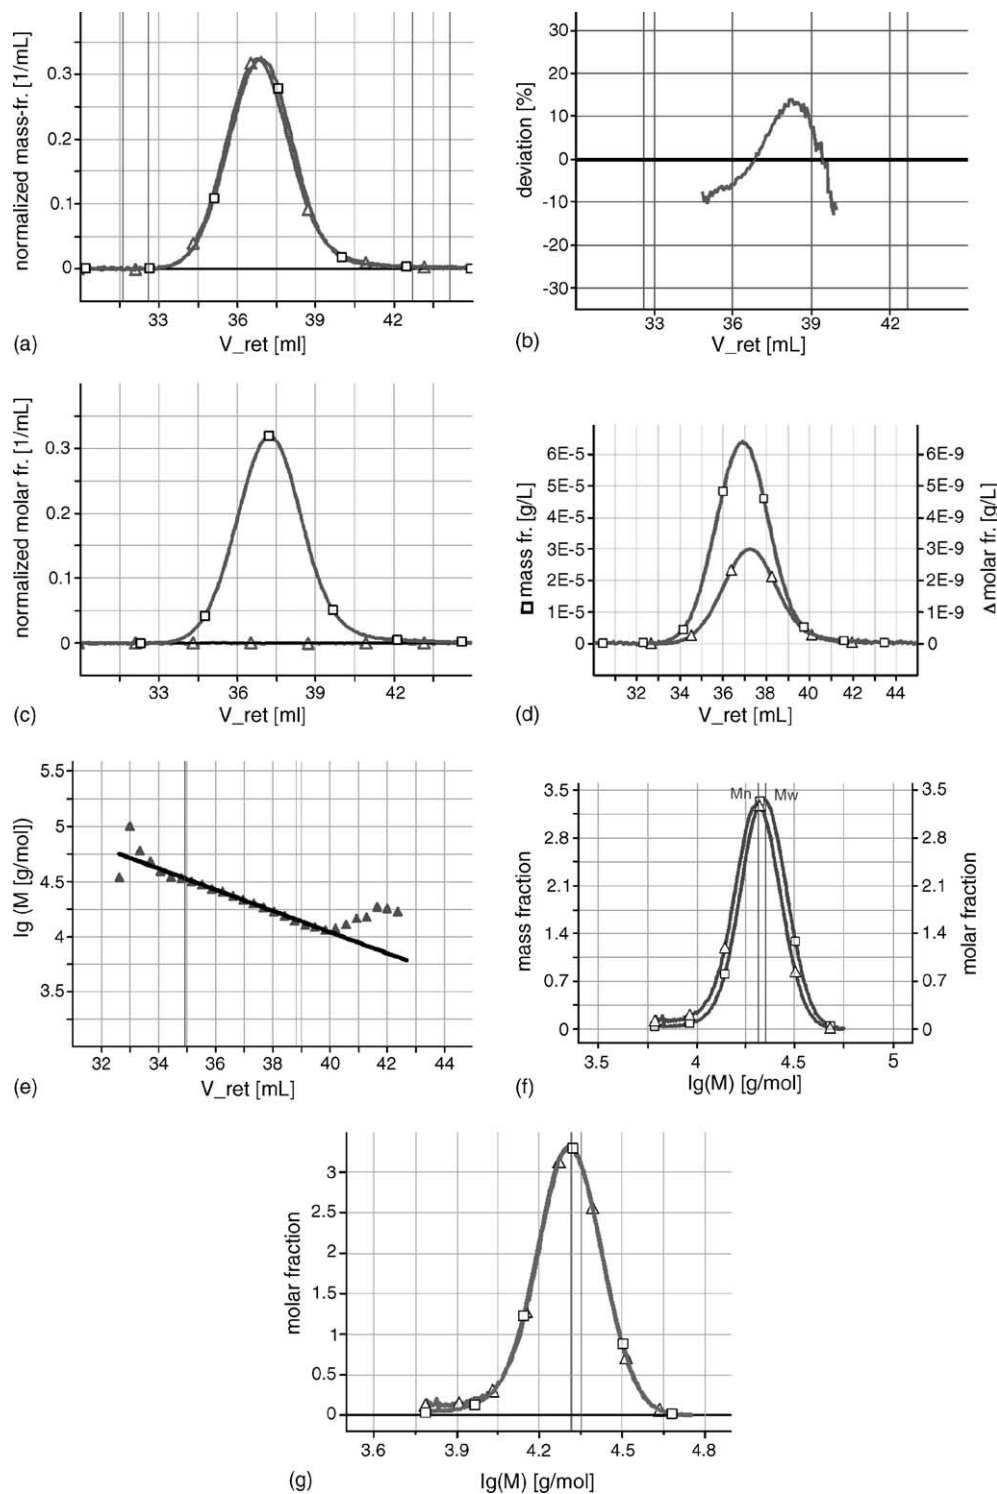 normalized mass-fr. [1/mL]
0.3
0.2
0.1
0
33 36 39 42
V_ret [ml]
(a)
deviation [%]
30
20
10
0
-10
-20
-30
33 36 39 42
V_ret [mL]
(b)
normalized molar fr. [1/mL]
0.3
0.2
0.1
0
33 36 39 42
V_ret [ml]
(c)
mass fr. [g/L]
6E-5
5E-5
4E-5
3E-5
2E-5
1E-5
0
6E-9
5E-9
4E-9
3E-9
2E-9
1E-9
0
molar fr. [g/L]
32 34 36 38 40 42 44
V_ret [mL]
(d)
lg (M [g/mol])
5.5
5
4.5
4
3.5
32 34 36 38 40 42 44
V_ret [mL]
(e)
mass fraction
3.5
2.8
2.1
1.4
0.7
0
Mn Mw
3.5
2.8
2.1
1.4
0.7
0
molar fraction
3.5 4 4.5 5
lg(M) [g/mol]
(f)
molar fraction
3
2.5
2
1.5
1
0.5
0
3.6 3.9 4.2 4.5 4.8
lg(M) [g/mol]
(g)